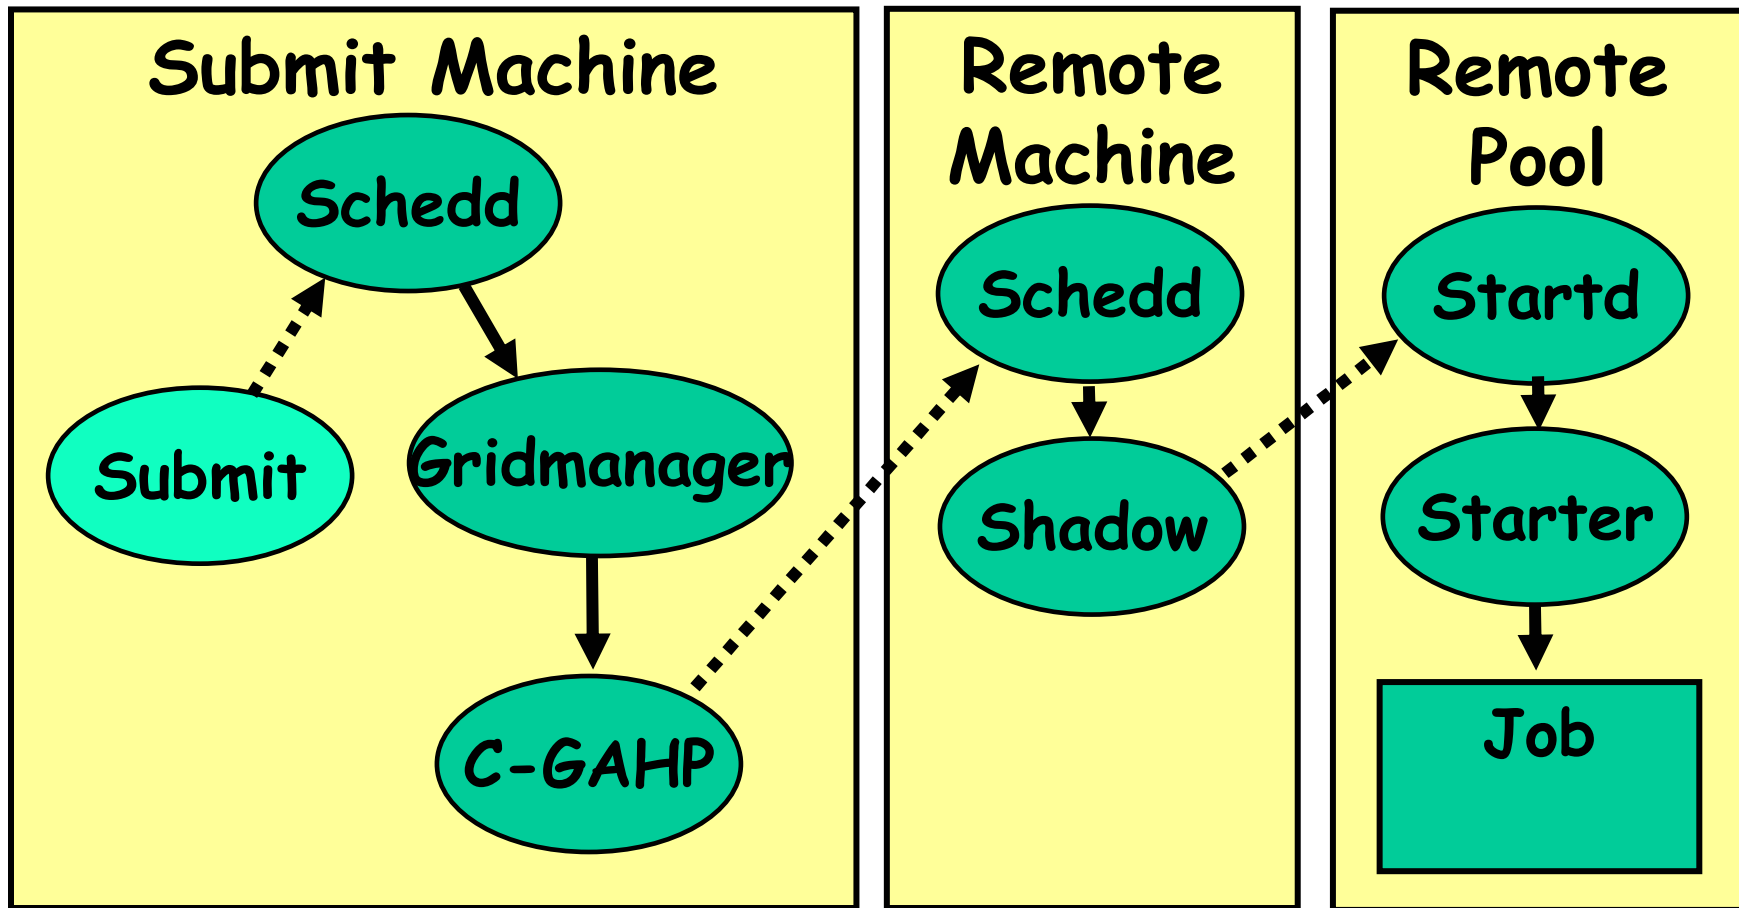 Submit Machine
Schedd
Submit
Gridmanager
C-GAHP
Remote
Machine
Schedd
Shadow
Remote
Pool
Startd
Starter
Job